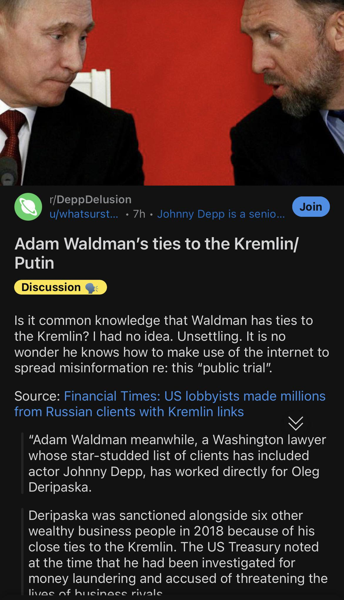 r/DeppDelusion
u/whatsurst... • 7h • Johnny Depp is a senio...
Join
Adam Waldman's ties to the Kremlin/
Putin
Discussion 🗣️
Is it common knowledge that Waldman has ties to
the Kremlin? I had no idea. Unsettling. It is no
wonder he knows how to make use of the internet to
spread misinformation re: this “public trial”.
Source: Financial Times: US lobbyists made millions
from Russian clients with Kremlin links
“Adam Waldman meanwhile, a Washington lawyer
whose star-studded list of clients has included
actor Johnny Depp, has worked directly for Oleg
Deripaska.
Deripaska was sanctioned alongside six other
wealthy business people in 2018 because of his
close ties to the Kremlin. The US Treasury noted
at the time that he had been investigated for
money laundering and accused of threatening the
lives of business rivals